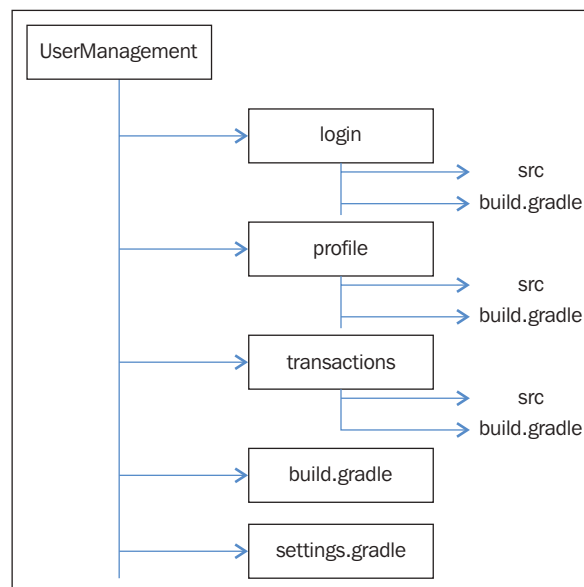 UserManagement
login
src
build.gradle
profile
src
build.gradle
transactions
src
build.gradle
build.gradle
settings.gradle